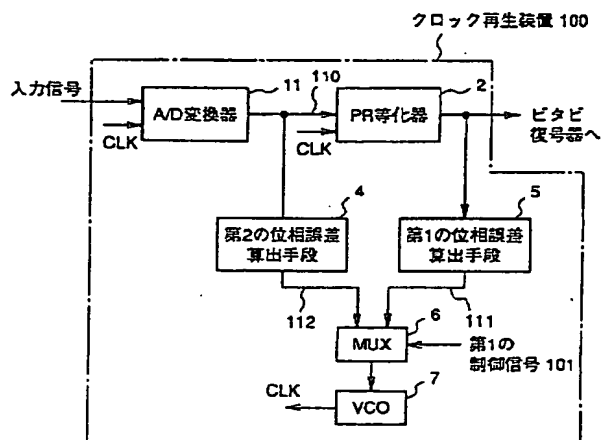 クロック再生装置 100
入力信号
11
110
2
A/D変換器
PR等化器
ビタビ
復号器へ
CLK
CLK
4
5
第2の位相誤差
算出手段
第1の位相誤差
算出手段
112
111
6
MUX
第1の
制御信号 101
CLK
7
VCO